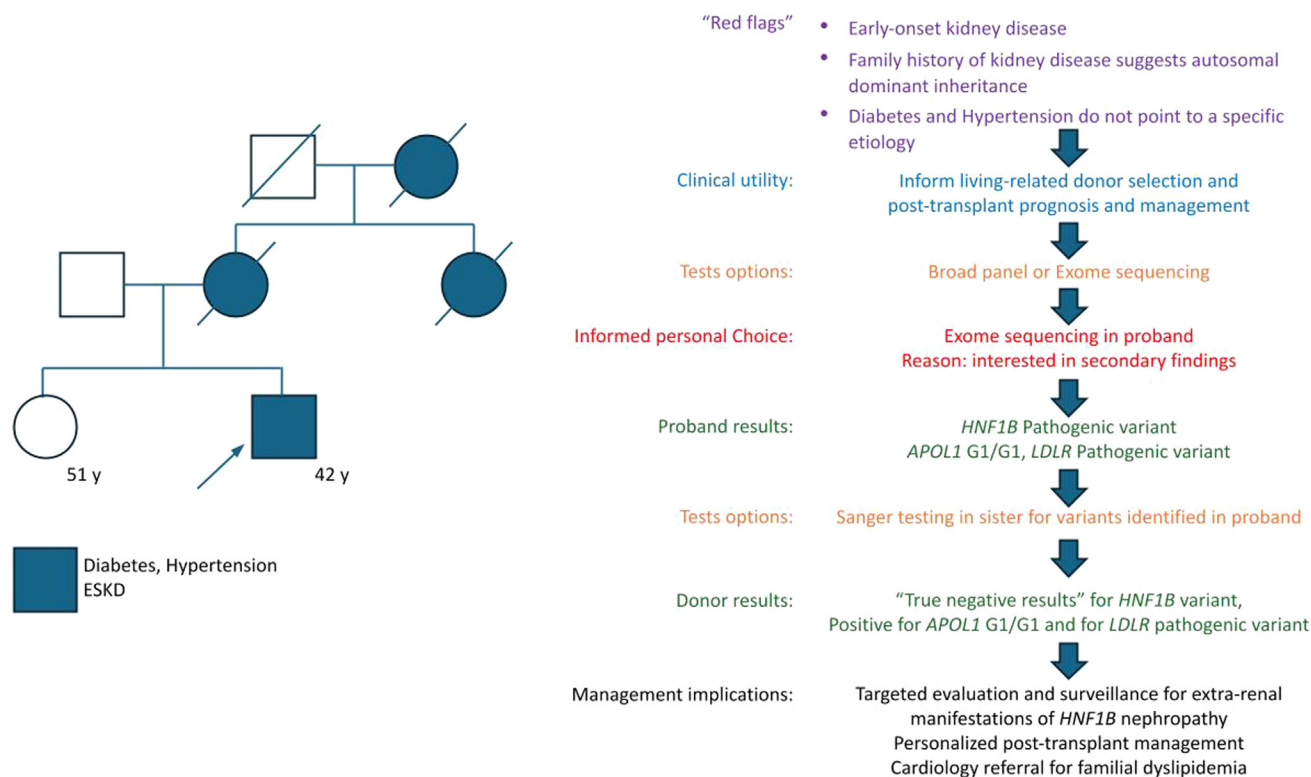 “Red flags”
• Early-onset kidney disease
• Family history of kidney disease suggests autosomal
dominant inheritance
• Diabetes and Hypertension do not point to a specific
etiology
Clinical utility:
Inform living-related donor selection and
post-transplant prognosis and management
Tests options:
Broad panel or Exome sequencing
Informed personal Choice:
Exome sequencing in proband
Reason: interested in secondary findings
Proband results:
HNF1B Pathogenic variant
APOL1 G1/G1, LDLR Pathogenic variant
Tests options:
Sanger testing in sister for variants identified in proband
Donor results:
“True negative results” for HNF1B variant,
Positive for APOL1 G1/G1 and for LDLR pathogenic variant
Management implications:
Targeted evaluation and surveillance for extra-renal
manifestations of HNF1B nephropathy
Personalized post-transplant management
Cardiology referral for familial dyslipidemia
51 y
42 y
Diabetes, Hypertension
ESKD